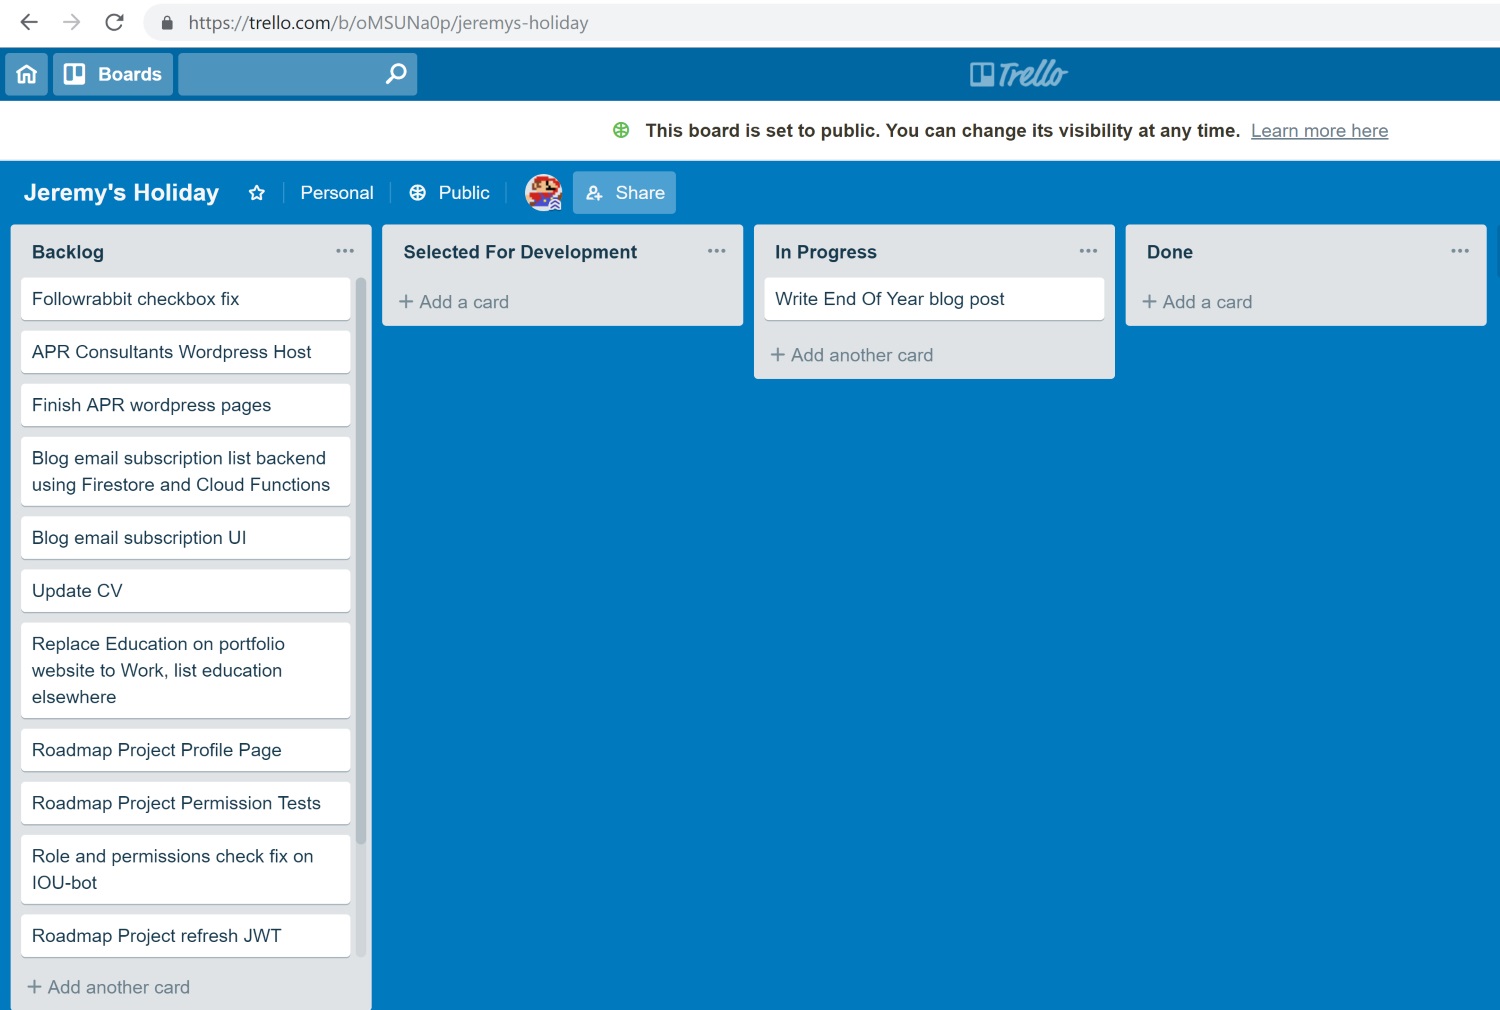 https://trello.com/b/oMSUNa0p/jeremys-holiday
Boards
Trello
This board is set to public. You can change its visibility at any time. Learn more here
Jeremy's Holiday
Personal
Public
Share
Backlog
Followrabbit checkbox fix
APR Consultants Wordpress Host
Finish APR wordpress pages
Blog email subscription list backend
using Firestore and Cloud Functions
Blog email subscription UI
Update CV
Replace Education on portfolio
website to Work, list education
elsewhere
Roadmap Project Profile Page
Roadmap Project Permission Tests
Role and permissions check fix on
IOU-bot
Roadmap Project refresh JWT
+ Add another card
Selected For Development
+ Add a card
In Progress
Write End Of Year blog post
+ Add another card
Done
+ Add a card